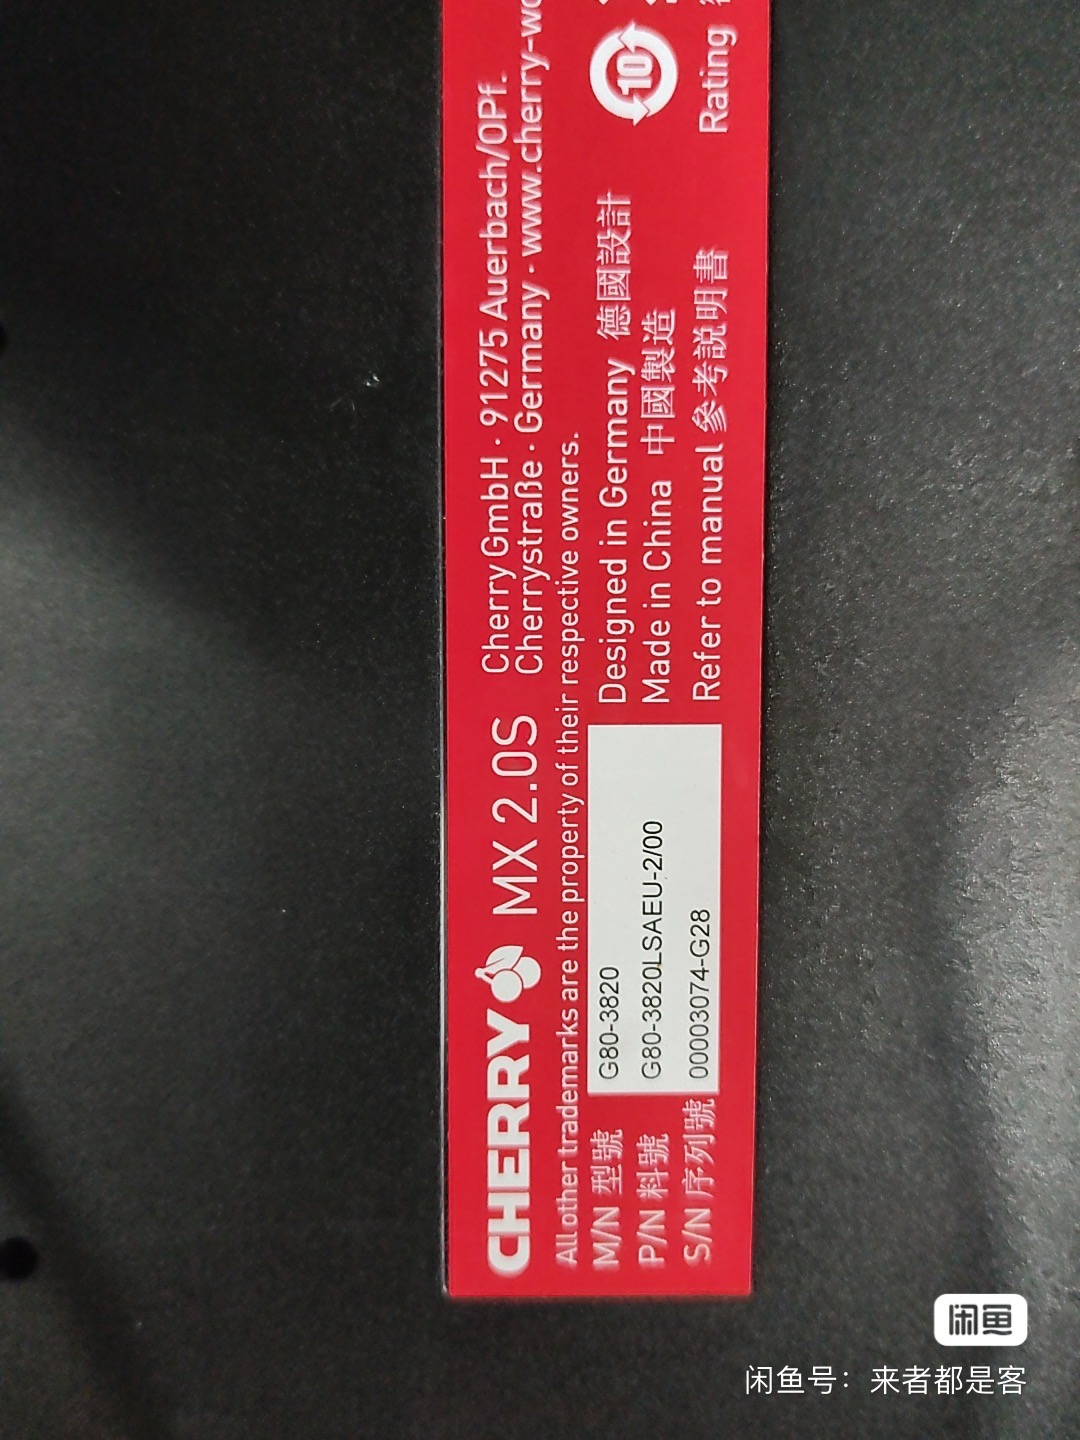 CHERRY MX 2.0S
Cherry GmbH · 91275 Auerbach/OPf.
Cherrystraße · Germany · www.cherry-wo
All other trademarks are the property of their respective owners.
M/N 型號 G80-3820
P/N 料號 G80-3820LSAEU-2/00
S/N 序列號 00003074-G28
Designed in Germany 德國設計
Made in China 中國製造
Refer to manual 參考說明書
10
Rating
闲鱼
闲鱼号：来者都是客